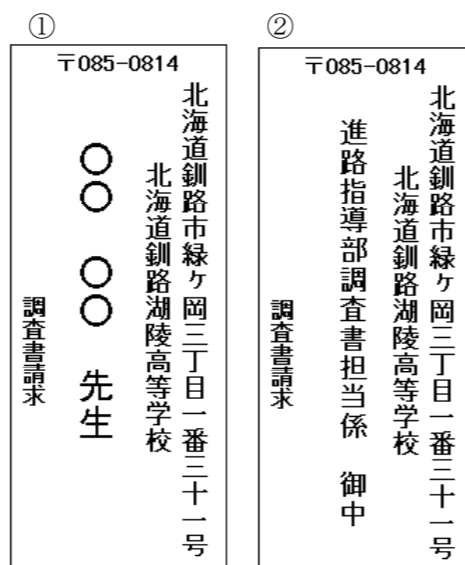 ①
〒085-0814
北海道釧路市緑ヶ岡三丁目一番三十一号
北海道釧路湖陵高等学校
〇〇 〇〇 先生
調査書請求
②
〒085-0814
北海道釧路市緑ヶ岡三丁目一番三十一号
北海道釧路湖陵高等学校
進路指導部調査書担当係 御中
調査書請求